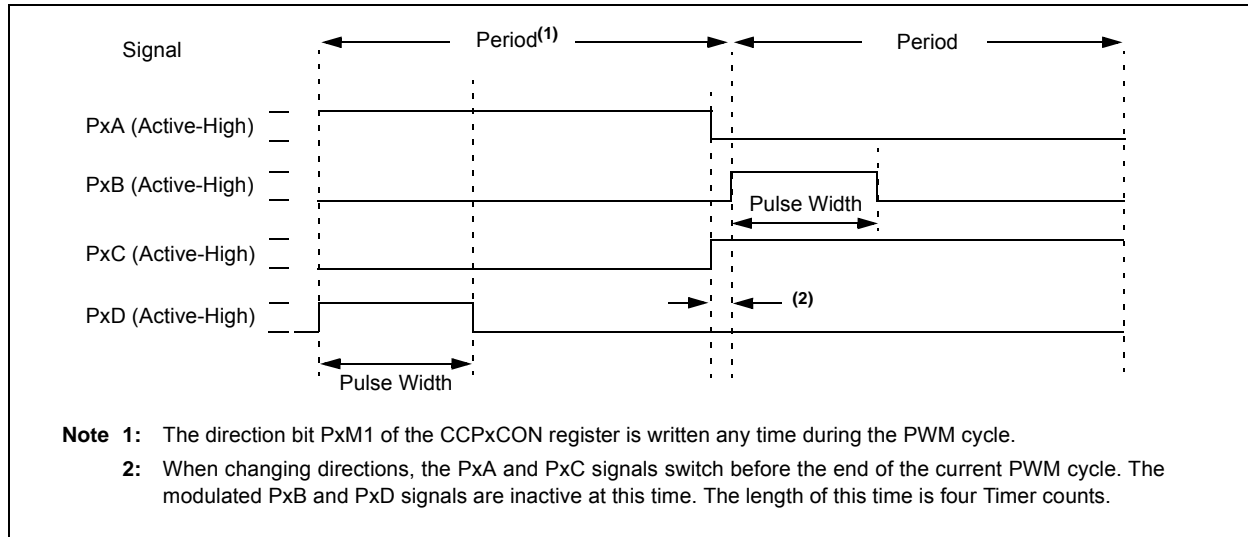 Signal
Period(1)
Period
PxA (Active-High)
PxB (Active-High)
Pulse Width
PxC (Active-High)
(2)
PxD (Active-High)
Pulse Width
Note 1: The direction bit PxM1 of the CCPxCON register is written any time during the PWM cycle.
2: When changing directions, the PxA and PxC signals switch before the end of the current PWM cycle. The
modulated PxB and PxD signals are inactive at this time. The length of this time is four Timer counts.